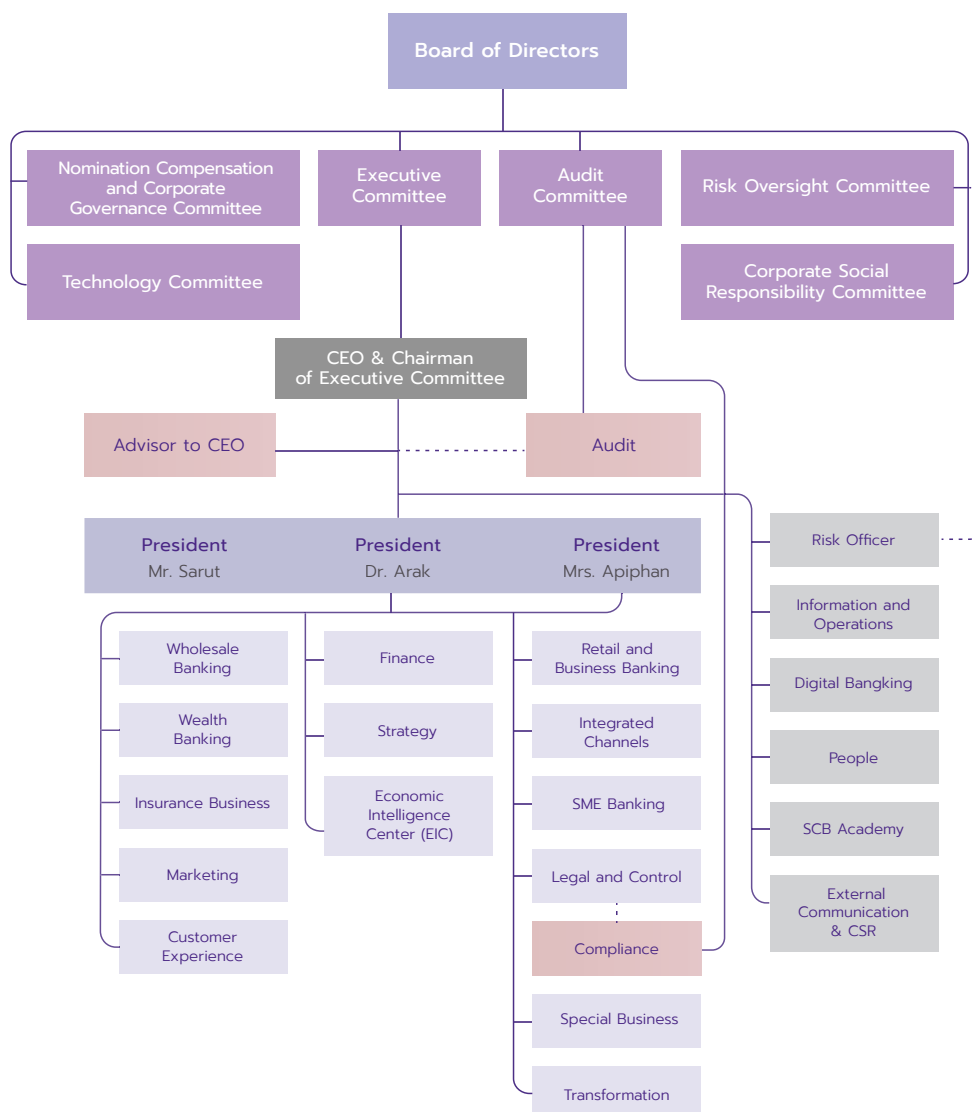 Board of Directors
Nomination Compensation
and Corporate
Governance Committee
Executive
Committee
Audit
Committee
Risk Oversight Committee
Technology Committee
Corporate Social
Responsibility Committee
CEO & Chairman
of Executive Committee
Advisor to CEO
Audit
President
Mr. Sarut
President
Dr. Arak
President
Mrs. Apiphan
Wholesale
Banking
Wealth
Banking
Insurance Business
Marketing
Customer
Experience
Finance
Strategy
Economic
Intelligence
Center (EIC)
Retail and
Business Banking
Integrated
Channels
SME Banking
Legal and Control
Compliance
Special Business
Transformation
Risk Officer
Information and
Operations
Digital Bangking
People
SCB Academy
External
Communication
& CSR